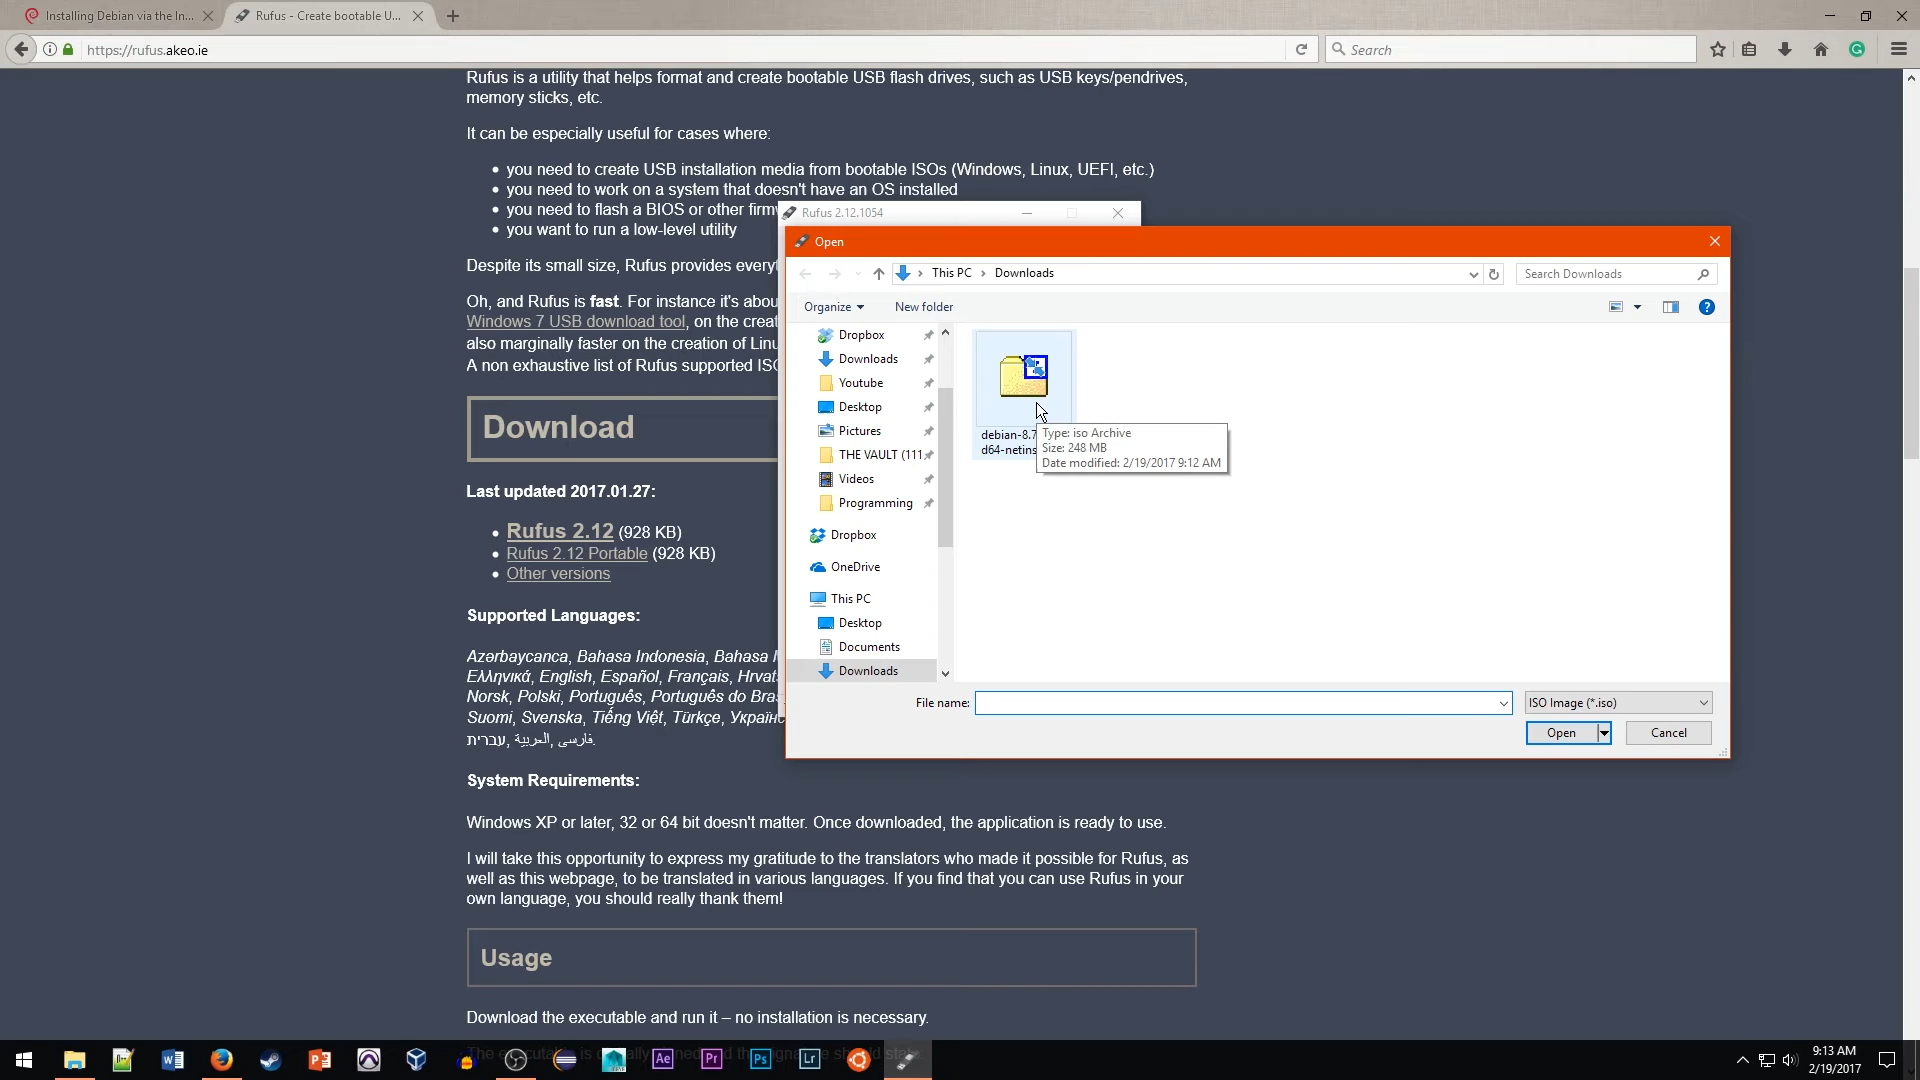 Installing Debian via the In...
Rufus - Create bootable U...
https://rufus.akeo.ie
Search
Rufus is a utility that helps format and create bootable USB flash drives, such as USB keys/pendrives,
memory sticks, etc.
It can be especially useful for cases where:
you need to create USB installation media from bootable ISOs (Windows, Linux, UEFI, etc.)
you need to work on a system that doesn't have an OS installed
you need to flash a BIOS or other firmw
you want to run a low-level utility
Despite its small size, Rufus provides everyt
Oh, and Rufus is fast. For instance it's abou
Windows 7 USB download tool, on the creat
also marginally faster on the creation of Linu
A non exhaustive list of Rufus supported ISO
Download
Last updated 2017.01.27:
Rufus 2.12 (928 KB)
Rufus 2.12 Portable (928 KB)
Other versions
Supported Languages:
Azərbaycanca, Bahasa Indonesia, Bahasa
Ελληνικά, English, Español, Français, Hrvat
Norsk, Polski, Português, Português do Bras
Suomi, Svenska, Tiếng Việt, Türkçe, Україн
עברית, العربية, فارسی.
System Requirements:
Windows XP or later, 32 or 64 bit doesn't matter. Once downloaded, the application is ready to use.
I will take this opportunity to express my gratitude to the translators who made it possible for Rufus, as
well as this webpage, to be translated in various languages. If you find that you can use Rufus in your
own language, you should really thank them!
Usage
Download the executable and run it – no installation is necessary.
Rufus 2.12.1054
Open
This PC
Downloads
Search Downloads
Organize
New folder
Dropbox
Downloads
Youtube
Desktop
Pictures
THE VAULT (111
Videos
Programming
Dropbox
OneDrive
This PC
Desktop
Documents
Downloads
debian-8.7
d64-netins
Type: iso Archive
Size: 248 MB
Date modified: 2/19/2017 9:12 AM
File name:
ISO Image (*.iso)
Open
Cancel
Ae
Pr
Ps
Lr
9:13 AM
2/19/2017